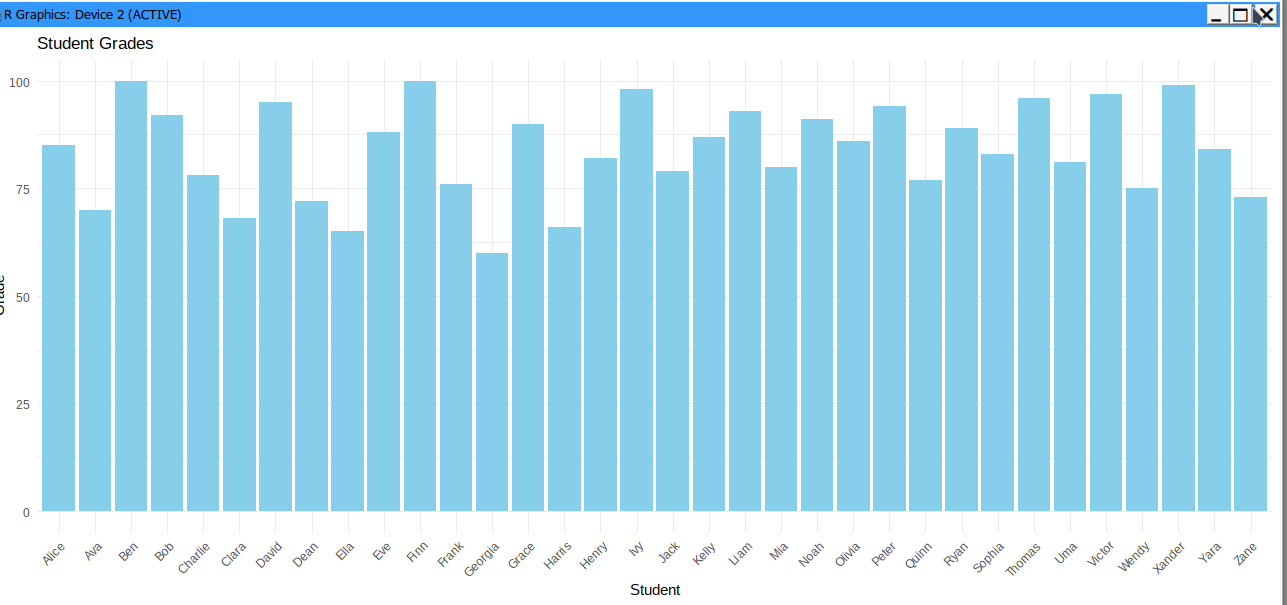 R Graphics: Device 2 (ACTIVE)
Student Grades
100
75
50
25
0
Grade
Alice Ava Ben Bob Charlie Clara David Dean Ella Eve Finn Frank Georgia Grace Harris Henry Ivy Jack Kelly Liam Mia Noah Olivia Peter Quinn Ryan Sophia Thomas Uma Victor Wendy Xander Yara Zane
Student